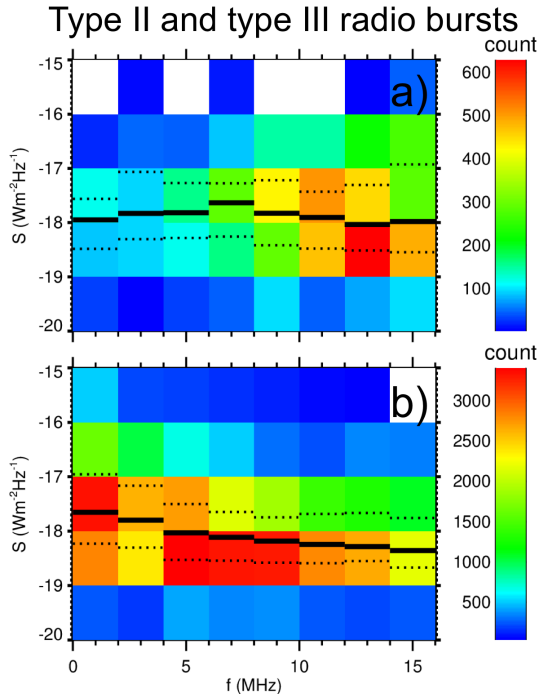 Type II and type III radio bursts
count
-15
a)
600
-16
500
400
-17
S (Wm-2Hz-1)
300
-18
200
-19
100
-20
count
-15
b)
3000
-16
2500
2000
-17
S (Wm-2Hz-1)
1500
-18
1000
-19
500
-20
0 5 10 15
f (MHz)